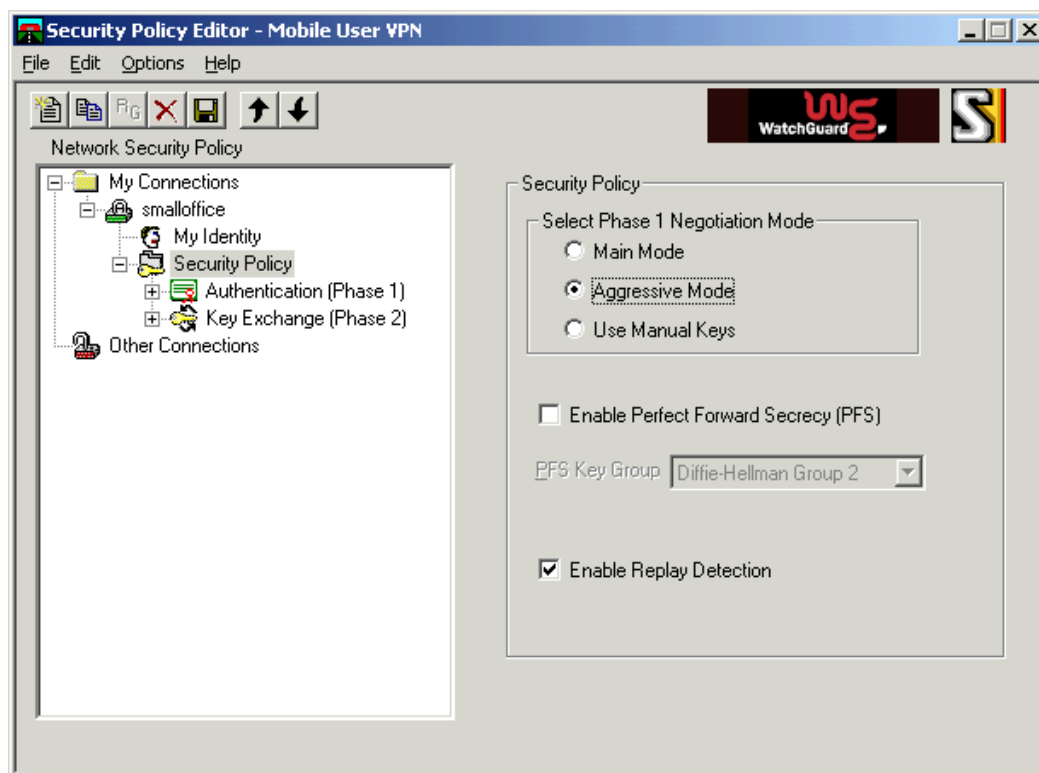 Security Policy Editor - Mobile User VPN
File Edit Options Help
WatchGuard
Network Security Policy
My Connections
smalloffice
My Identity
Security Policy
Authentication (Phase 1)
Key Exchange (Phase 2)
Other Connections
Security Policy
Select Phase 1 Negotiation Mode
Main Mode
Aggressive Mode
Use Manual Keys
Enable Perfect Forward Secrecy (PFS)
PFS Key Group Diffie-Hellman Group 2
Enable Replay Detection